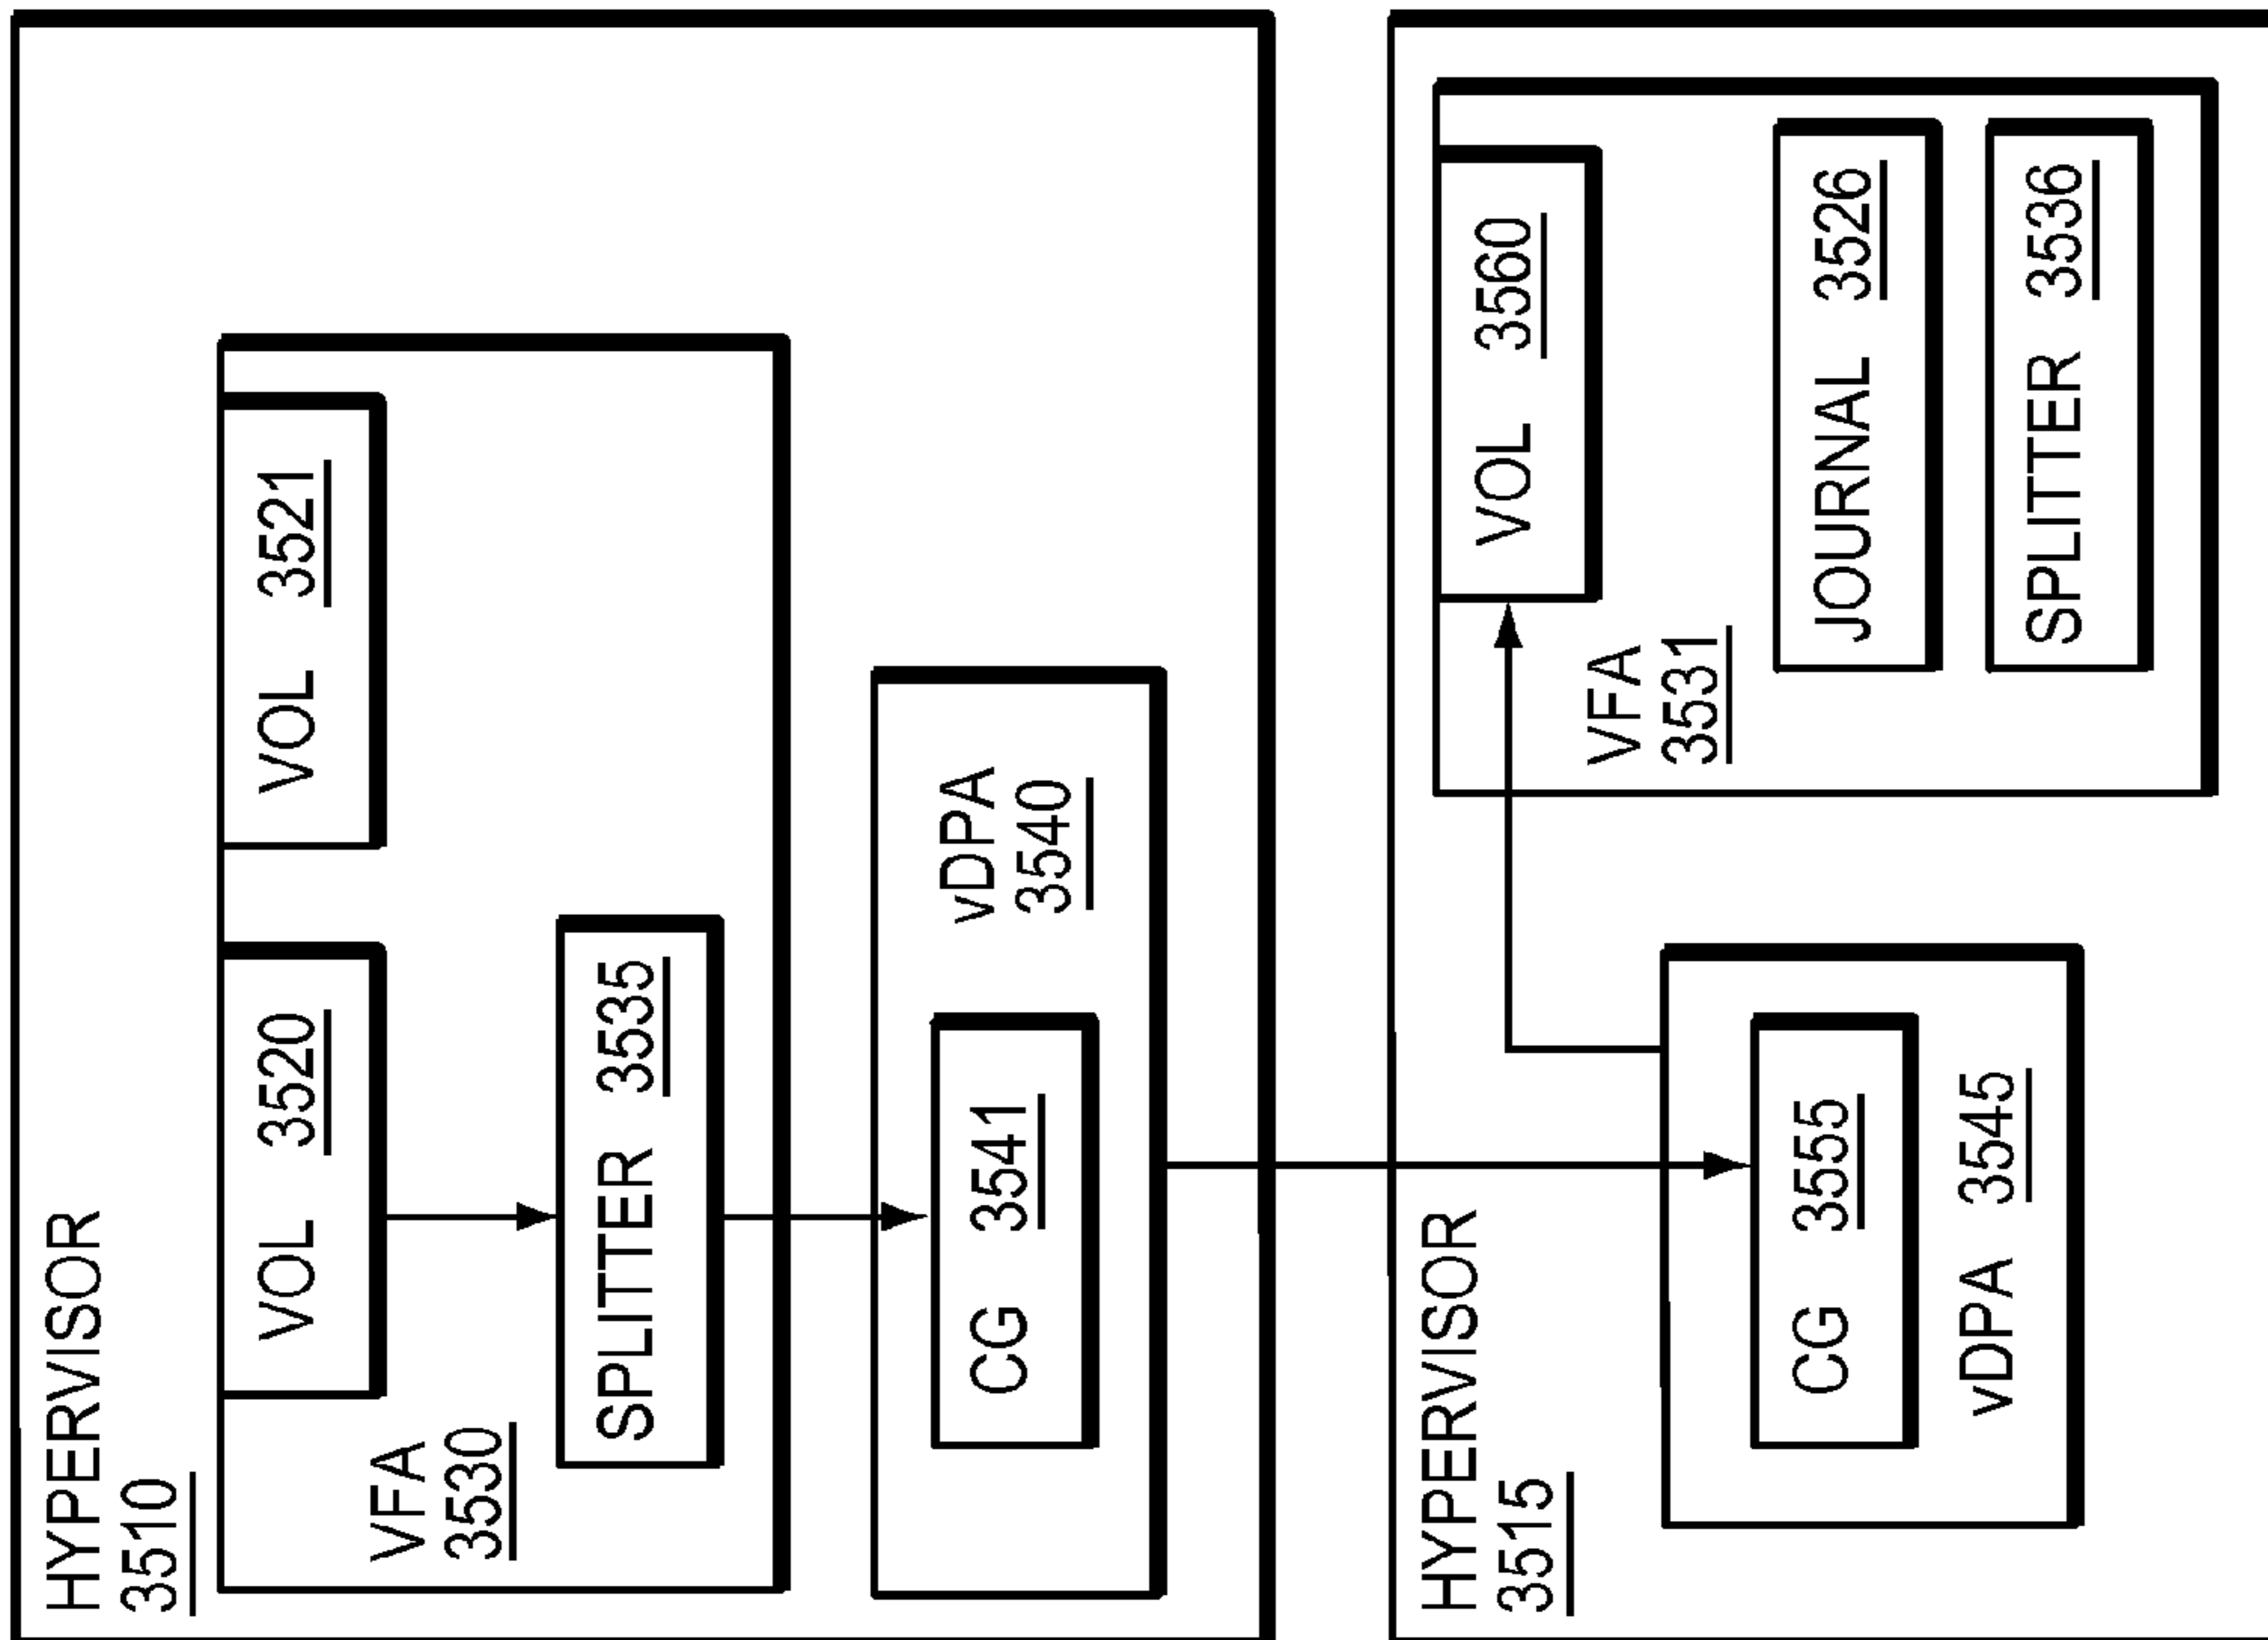 HYPERVISOR
3510
VOL 3520
VOL 3521
VFA
3530
SPLITTER 3535
vDPA
3540
CG 3541
HYPERVISOR
3515
VOL 3560
VFA
3531
JOURNAL 3526
SPLITTER 3536
CG 3555
vDPA 3545